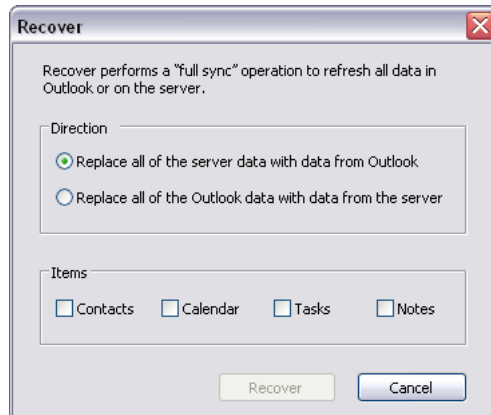 Recover
Recover performs a “full sync” operation to refresh all data in
Outlook or on the server.
Direction
Replace all of the server data with data from Outlook
Replace all of the Outlook data with data from the server
Items
Contacts Calendar Tasks Notes
Recover Cancel